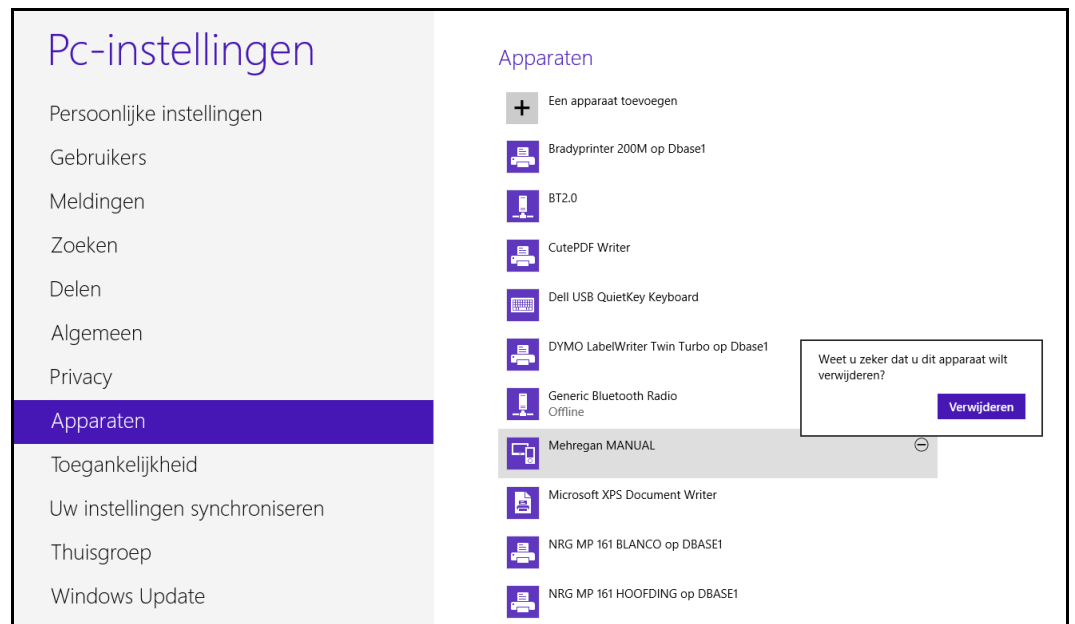 Pc-instellingen
Persoonlijke instellingen
Gebruikers
Meldingen
Zoeken
Delen
Algemeen
Privacy
Apparaten
Toegankelijkheid
Uw instellingen synchroniseren
Thuisgroep
Windows Update
Apparaten
Een apparaat toevoegen
Bradyprinter 200M op Dbase1
BT2.0
CutePDF Writer
Dell USB QuietKey Keyboard
DYMO LabelWriter Twin Turbo op Dbase1
Generic Bluetooth Radio
Offline
Mehregan MANUAL
Microsoft XPS Document Writer
NRG MP 161 BLANCO op DBASE1
NRG MP 161 HOOFDING op DBASE1
Weet u zeker dat u dit apparaat wilt
verwijderen?
Verwijderen